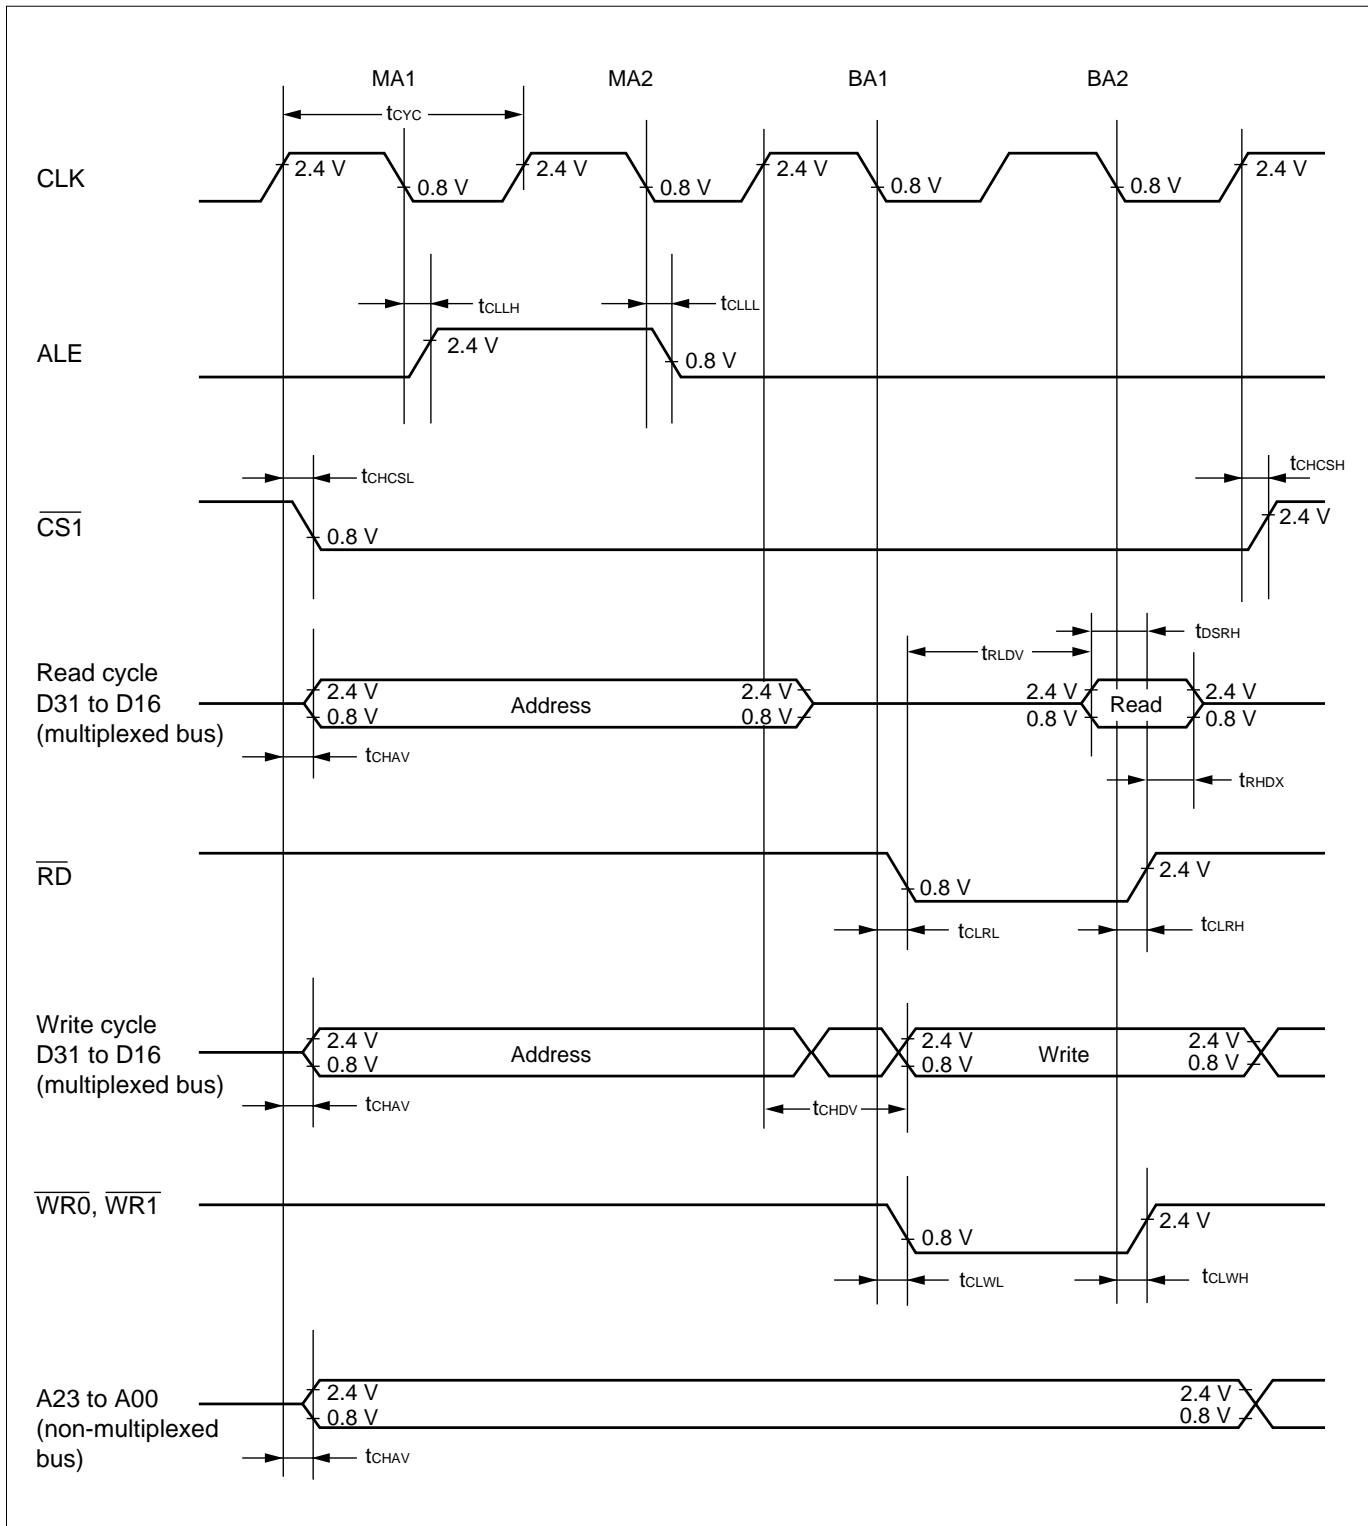 MA1 MA2 BA1 BA2
tCYC
CLK 2.4 V 0.8 V 2.4 V 0.8 V 2.4 V 0.8 V 0.8 V 2.4 V
tCLLH tCLLL
ALE 2.4 V 0.8 V
tCHCSL tCHCSH
CS1 0.8 V 2.4 V
tDSRH
tRLDV
Read cycle
D31 to D16
(multiplexed bus)
2.4 V Address 2.4 V 2.4 V Read 2.4 V
0.8 V 0.8 V 0.8 V 0.8 V
tCHAV tRHDX
RD 0.8 V 2.4 V
tCLRL tCLRH
Write cycle
D31 to D16
(multiplexed bus)
2.4 V Address 2.4 V Write 2.4 V
0.8 V 0.8 V 0.8 V
tCHAV tCHDV
WR0, WR1 0.8 V 2.4 V
tCLWL tCLWH
A23 to A00
(non-multiplexed
bus)
2.4 V 2.4 V
0.8 V 0.8 V
tCHAV